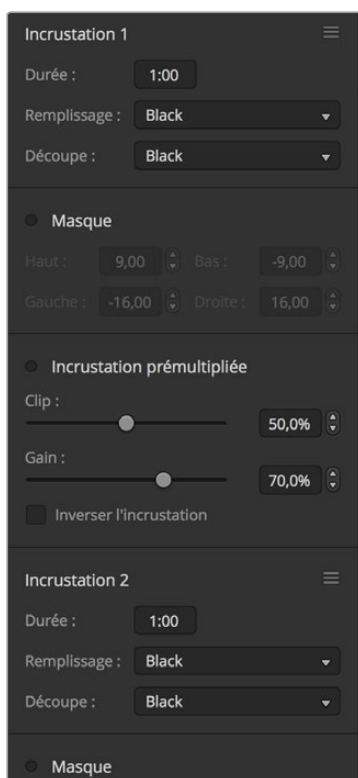 Incrustation 1
Durée : 1:00
Remplissage : Black
Découpe : Black
Masque
Haut : 9,00 Bas : -9,00
Gauche : -16,00 Droite : 16,00
Incrustation prémultipliée
Clip :
50,0%
Gain :
70,0%
Inverser l'incrustation
Incrustation 2
Durée : 1:00
Remplissage : Black
Découpe : Black
Masque